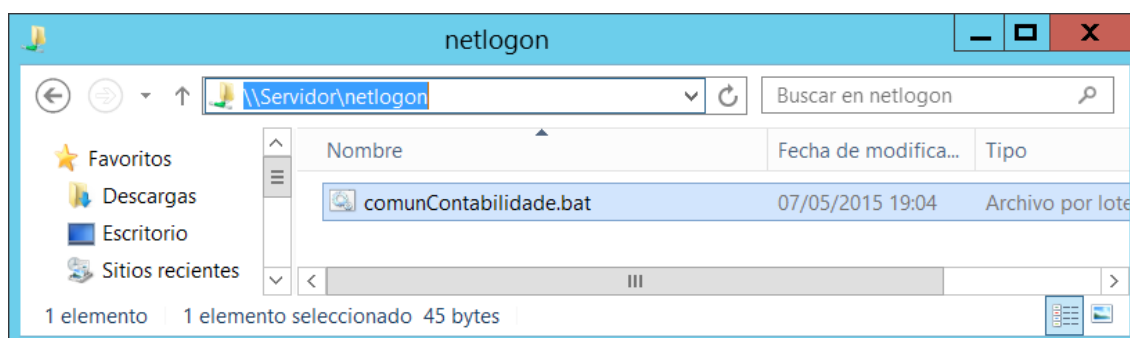 netlogon
\\Servidor\netlogon
Buscar en netlogon
Favoritos
Descargas
Escritorio
Sitios recientes
Nombre
Fecha de modifica...
Tipo
comunContabilidade.bat
07/05/2015 19:04
Archivo por lote
1 elemento
1 elemento seleccionado 45 bytes